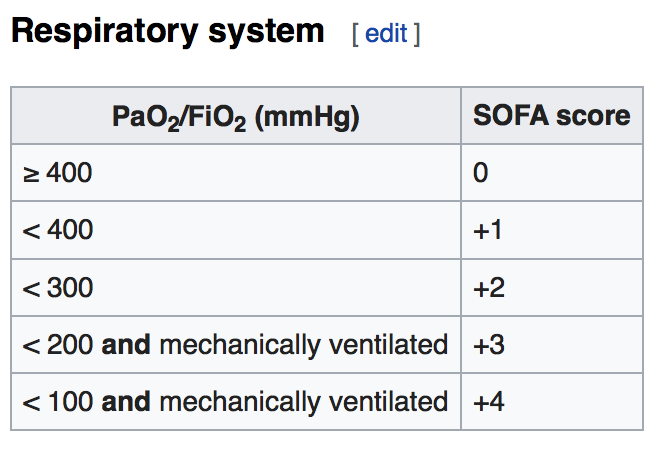 Respiratory system [ edit ]
PaO₂/FiO₂ (mmHg) SOFA score
≥ 400 0
< 400 +1
< 300 +2
< 200 and mechanically ventilated +3
< 100 and mechanically ventilated +4